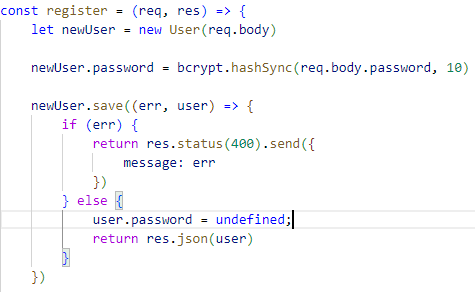 const register = (req, res) => {
    let newUser = new User(req.body)

    newUser.password = bcrypt.hashSync(req.body.password, 10)

    newUser.save((err, user) => {
        if (err) {
            return res.status(400).send({
                message: err
            })
        } else {
            user.password = undefined;
            return res.json(user)
        }
    })